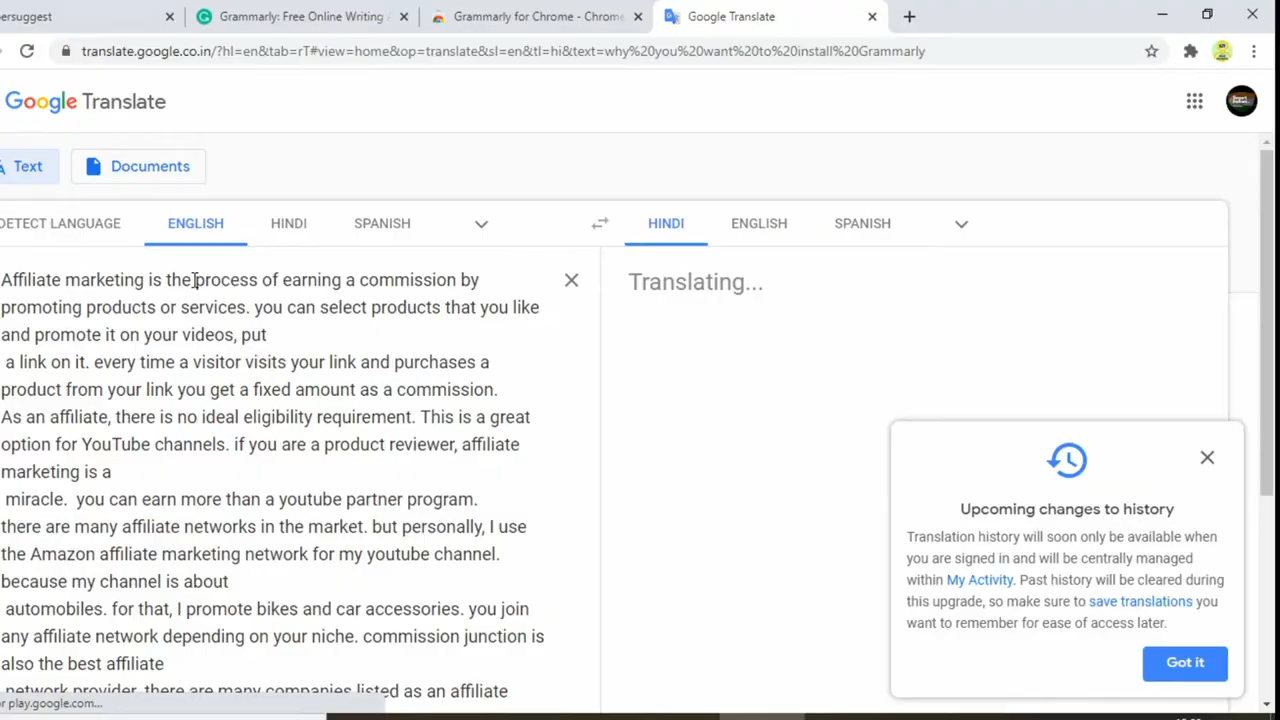 ersuggest
Grammarly: Free Online Writing
Grammarly for Chrome - Chrome
Google Translate
translate.google.co.in/?hl=en&tab=rT#view=home&op=translate&sl=en&tl=hi&text=why%20you%20want%20to%20install%20Grammarly
Google Translate
Text
Documents
DETECT LANGUAGE
ENGLISH
HINDI
SPANISH
HINDI
ENGLISH
SPANISH
Affiliate marketing is the process of earning a commission by
promoting products or services. you can select products that you like
and promote it on your videos, put
a link on it. every time a visitor visits your link and purchases a
product from your link you get a fixed amount as a commission.
As an affiliate, there is no ideal eligibility requirement. This is a great
option for YouTube channels. if you are a product reviewer, affiliate
marketing is a
miracle. you can earn more than a youtube partner program.
there are many affiliate networks in the market. but personally, I use
the Amazon affiliate marketing network for my youtube channel.
because my channel is about
automobiles. for that, I promote bikes and car accessories. you join
any affiliate network depending on your niche. commission junction is
also the best affiliate
network provider. there are many companies listed as an affiliate
Translating...
Upcoming changes to history
Translation history will soon only be available when
you are signed in and will be centrally managed
within My Activity. Past history will be cleared during
this upgrade, so make sure to save translations you
want to remember for ease of access later.
Got it
or play.google.com...